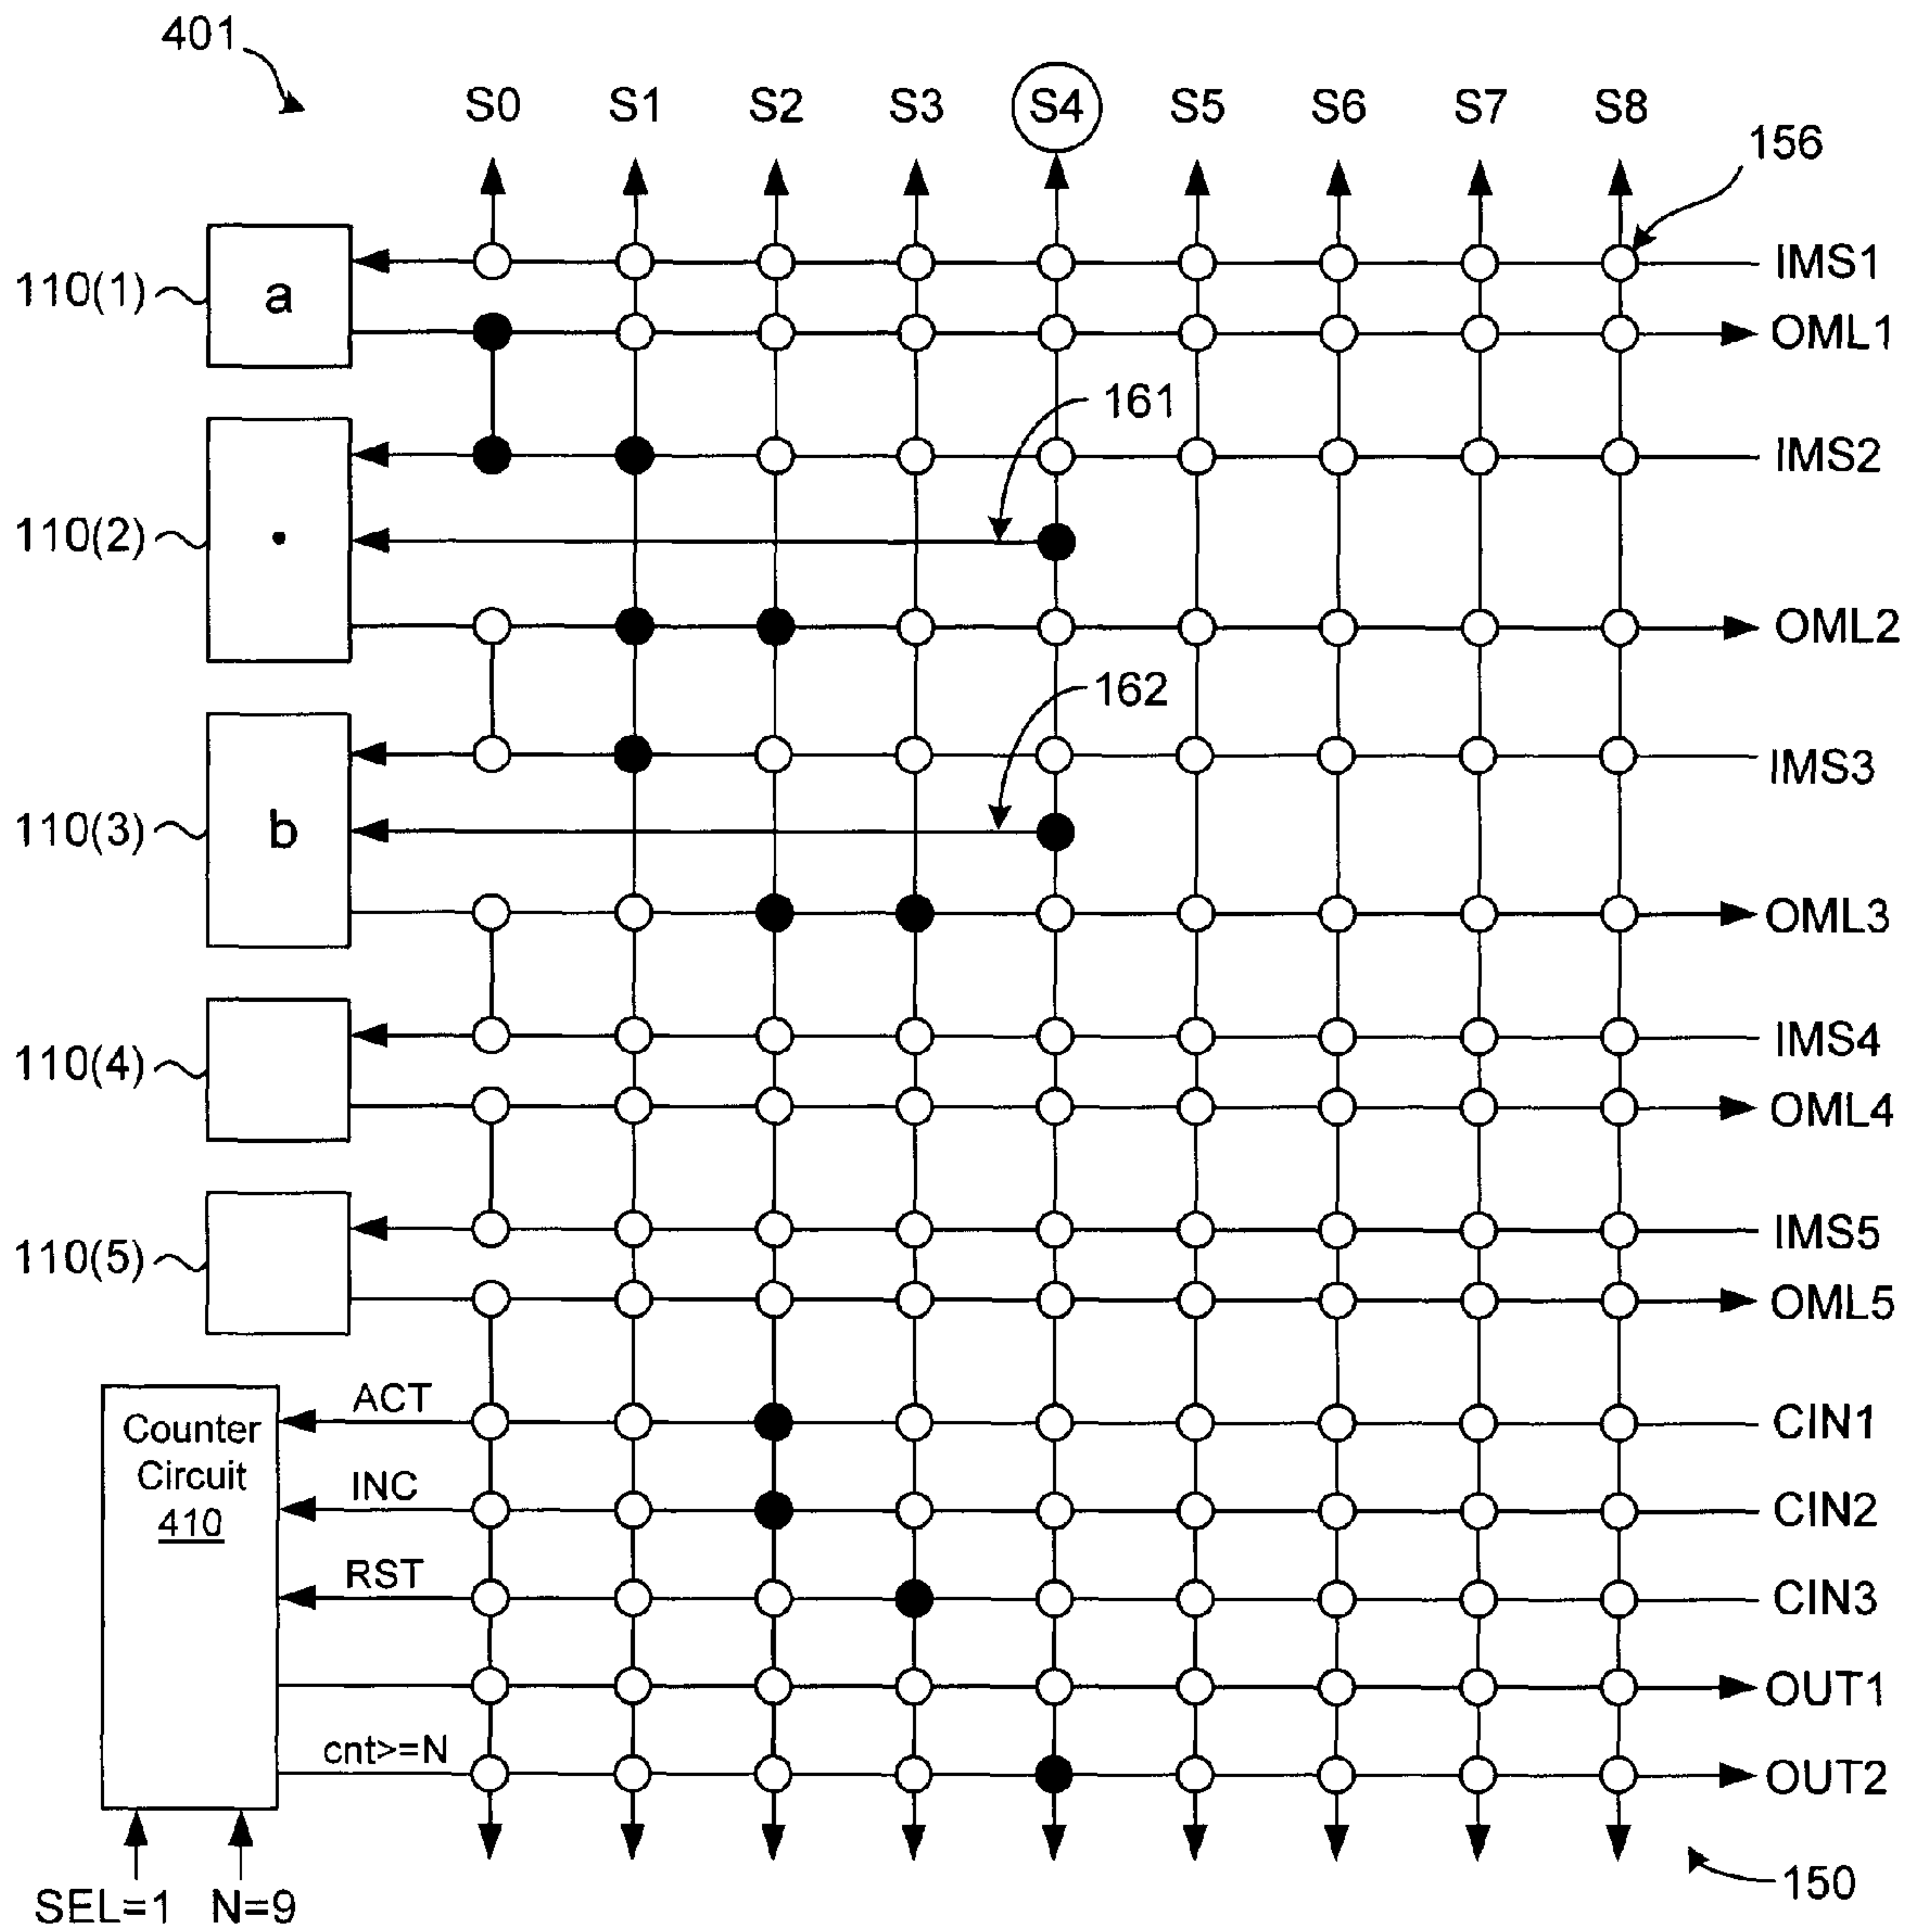 401
S0 S1 S2 S3 S4 S5 S6 S7 S8
156
110(1) a IMS1
OML1
161
IMS2
110(2) •
OML2
162
IMS3
110(3) b
OML3
110(4) IMS4
OML4
110(5) IMS5
OML5
Counter
Circuit
410
ACT CIN1
INC CIN2
RST CIN3
OUT1
cnt>=N OUT2
SEL=1 N=9
150